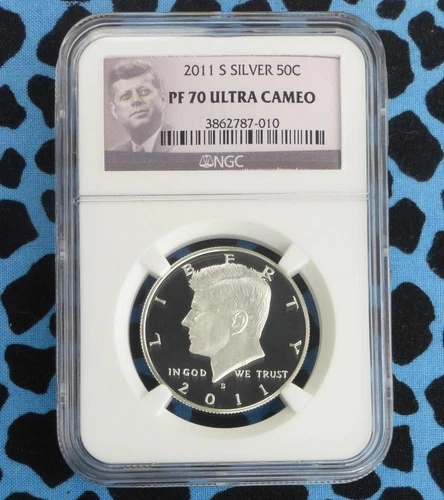 2011 S SILVER 50C
PF 70 ULTRA CAMEO
3862787-010
NGC
LIBERTY
IN GOD WE TRUST
S
2011